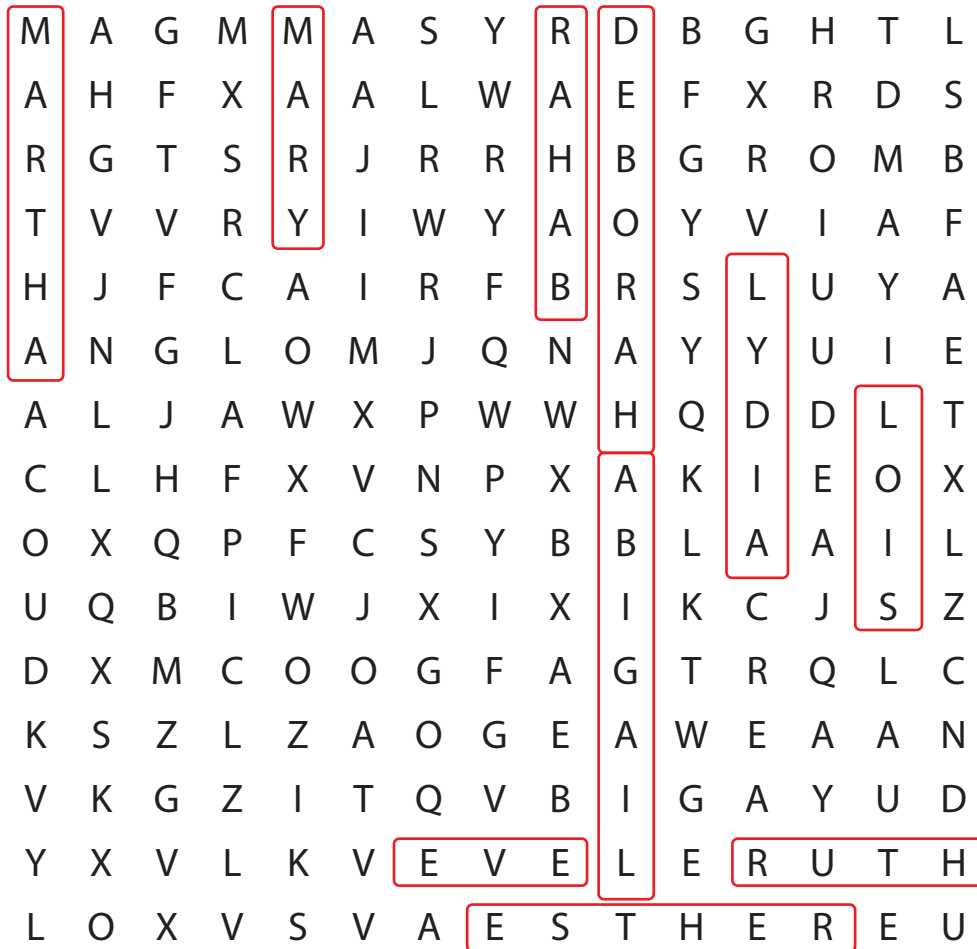 M A G M M A S Y R D B G H T L
A H F X A A L W A E F X R D S
R G T S R J R R H B G R O M B
T V V R Y I W Y A O Y V I A F
H J F C A I R F B R S L U Y A
A N G L O M J Q N A Y Y U I E
A L J A W X P W W H Q D D L T
C L H F X V N P X A K I E O X
O X Q P F C S Y B B L A A I L
U Q B I W J X I X I K C J S Z
D X M C O O G F A G T R Q L C
K S Z L Z A O G E A W E A A N
V K G Z I T Q V B I G A Y U D
Y X V L K V E V E L E R U T H
L O X V S V A E S T H E R E U